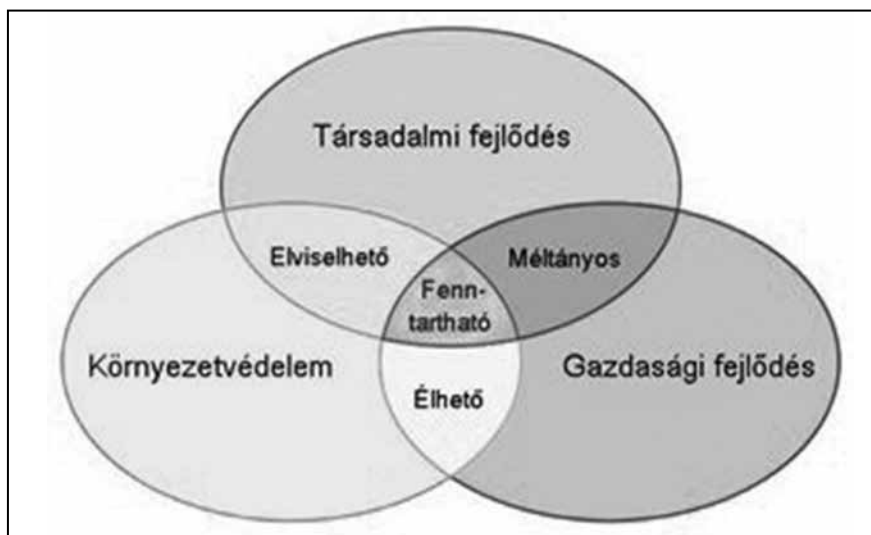 Társadalmi fejlődés
Elviselhető
Méltányos
Fenn-
tartható
Környezetvédelem
Gazdasági fejlődés
Élhető